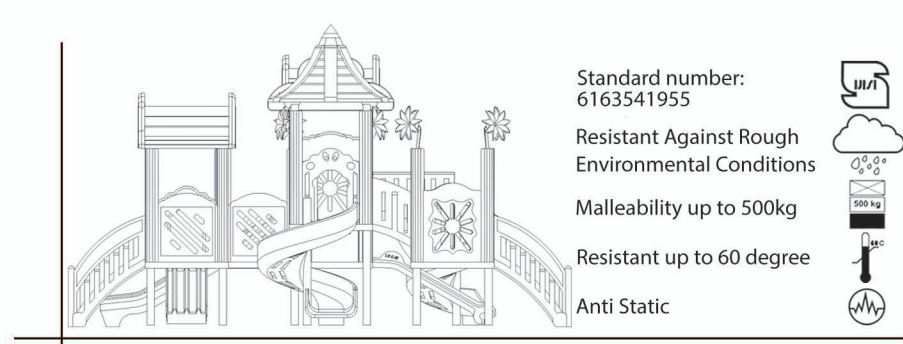 Standard number:
6163541955
Resistant Against Rough
Environmental Conditions
Malleability up to 500kg
500 kg
Resistant up to 60 degree
60 C
Anti Static